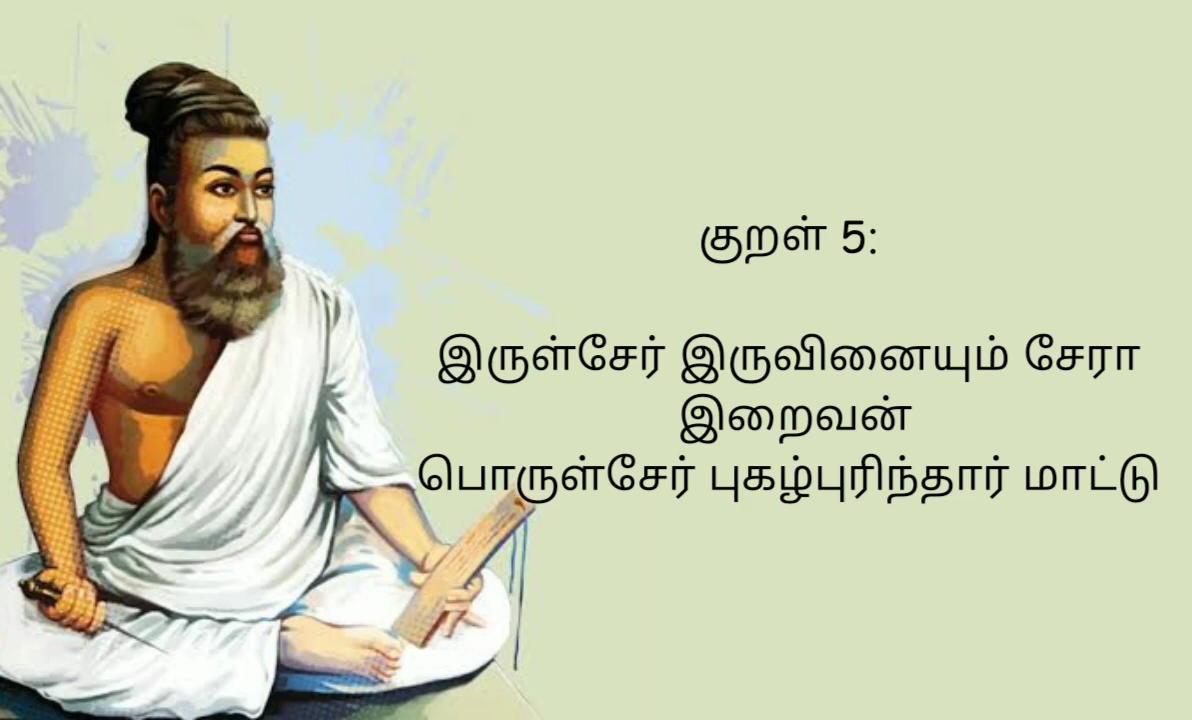 குறள் 5:
இருள்சேர் இருவினையும் சேரா
இறைவன்
பொருள்சேர் புகழ்புரிந்தார் மாட்டு